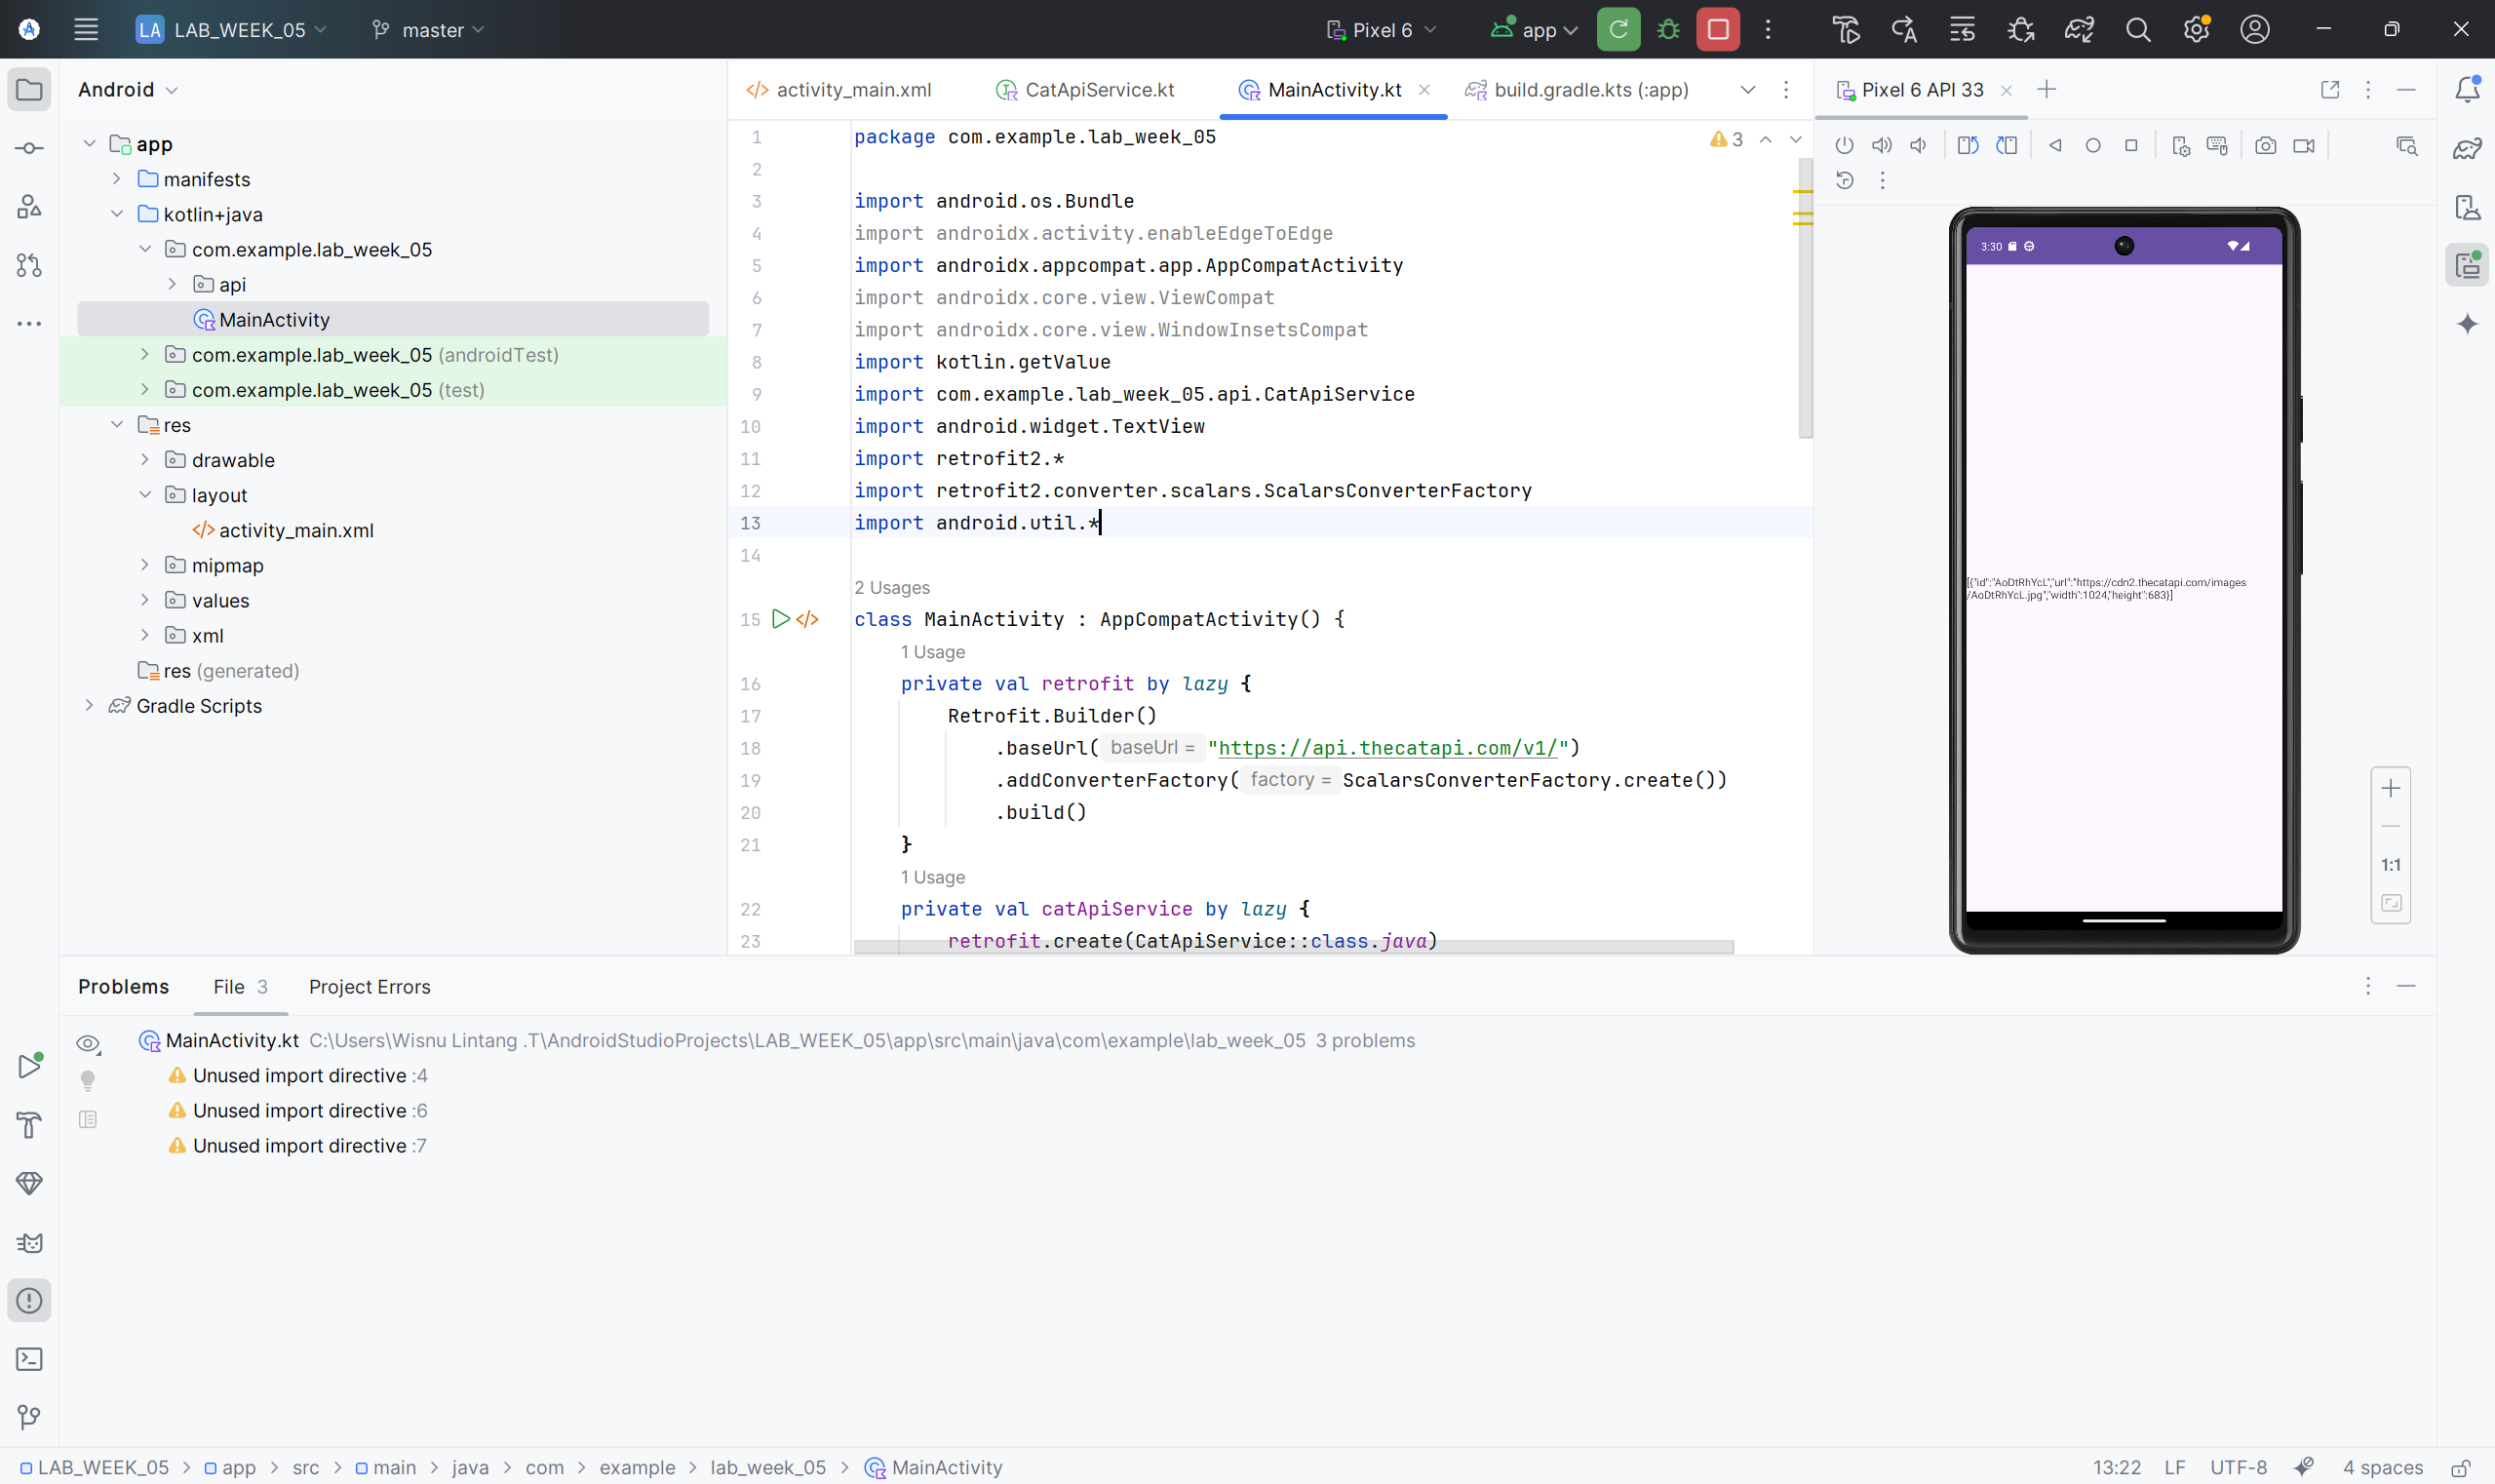 LA LAB_WEEK_05 master Pixel 6 app
Android
app
manifests
kotlin+java
com.example.lab_week_05
api
MainActivity
com.example.lab_week_05 (androidTest)
com.example.lab_week_05 (test)
res
drawable
layout
activity_main.xml
mipmap
values
xml
res (generated)
Gradle Scripts
activity_main.xml CatApiService.kt MainActivity.kt build.gradle.kts (:app)
3
1 package com.example.lab_week_05
2
3 import android.os.Bundle
4 import androidx.activity.enableEdgeToEdge
5 import androidx.appcompat.app.AppCompatActivity
6 import androidx.core.view.ViewCompat
7 import androidx.core.view.WindowInsetsCompat
8 import kotlin.getValue
9 import com.example.lab_week_05.api.CatApiService
10 import android.widget.TextView
11 import retrofit2.*
12 import retrofit2.converter.scalars.ScalarsConverterFactory
13 import android.util.*
14
2 Usages
15 class MainActivity : AppCompatActivity() {
1 Usage
16 private val retrofit by lazy {
17 Retrofit.Builder()
18 .baseUrl( baseUrl = "https://api.thecatapi.com/v1/")
19 .addConverterFactory( factory = ScalarsConverterFactory.create())
20 .build()
21 }
1 Usage
22 private val catApiService by lazy {
23 retrofit.create(CatApiService::class.java)
Pixel 6 API 33
3:30
[{"id":"AoDtRhYcL","url":"https://cdn2.thecatapi.com/images
/AoDtRhYcL.jpg","width":1024,"height":683}]
1:1
Problems File 3 Project Errors
MainActivity.kt C:\Users\Wisnu Lintang .T\AndroidStudioProjects\LAB_WEEK_05\app\src\main\java\com\example\lab_week_05 3 problems
Unused import directive :4
Unused import directive :6
Unused import directive :7
LAB_WEEK_05 > app > src > main > java > com > example > lab_week_05 > MainActivity
13:22 LF UTF-8 4 spaces